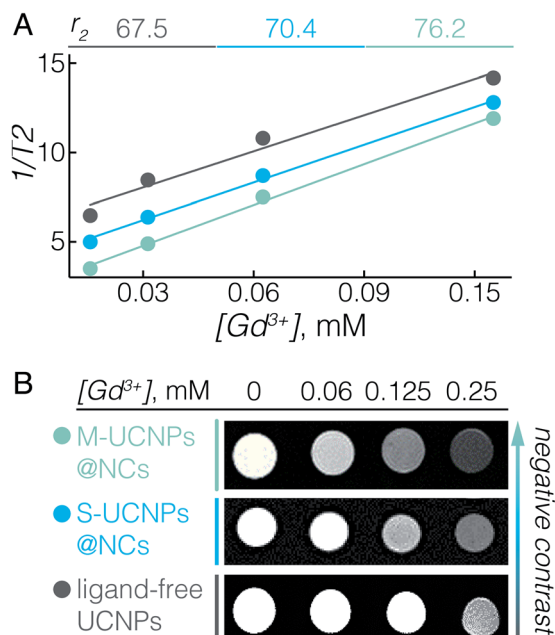 A
r2 67.5 70.4 76.2
15
10
5
1/T2
0.03 0.06 0.09 0.15
[Gd3+], mM
B
[Gd3+], mM 0 0.06 0.125 0.25
M-UCNPs
@NCs
S-UCNPs
@NCs
ligand-free
UCNPs
negative contrast